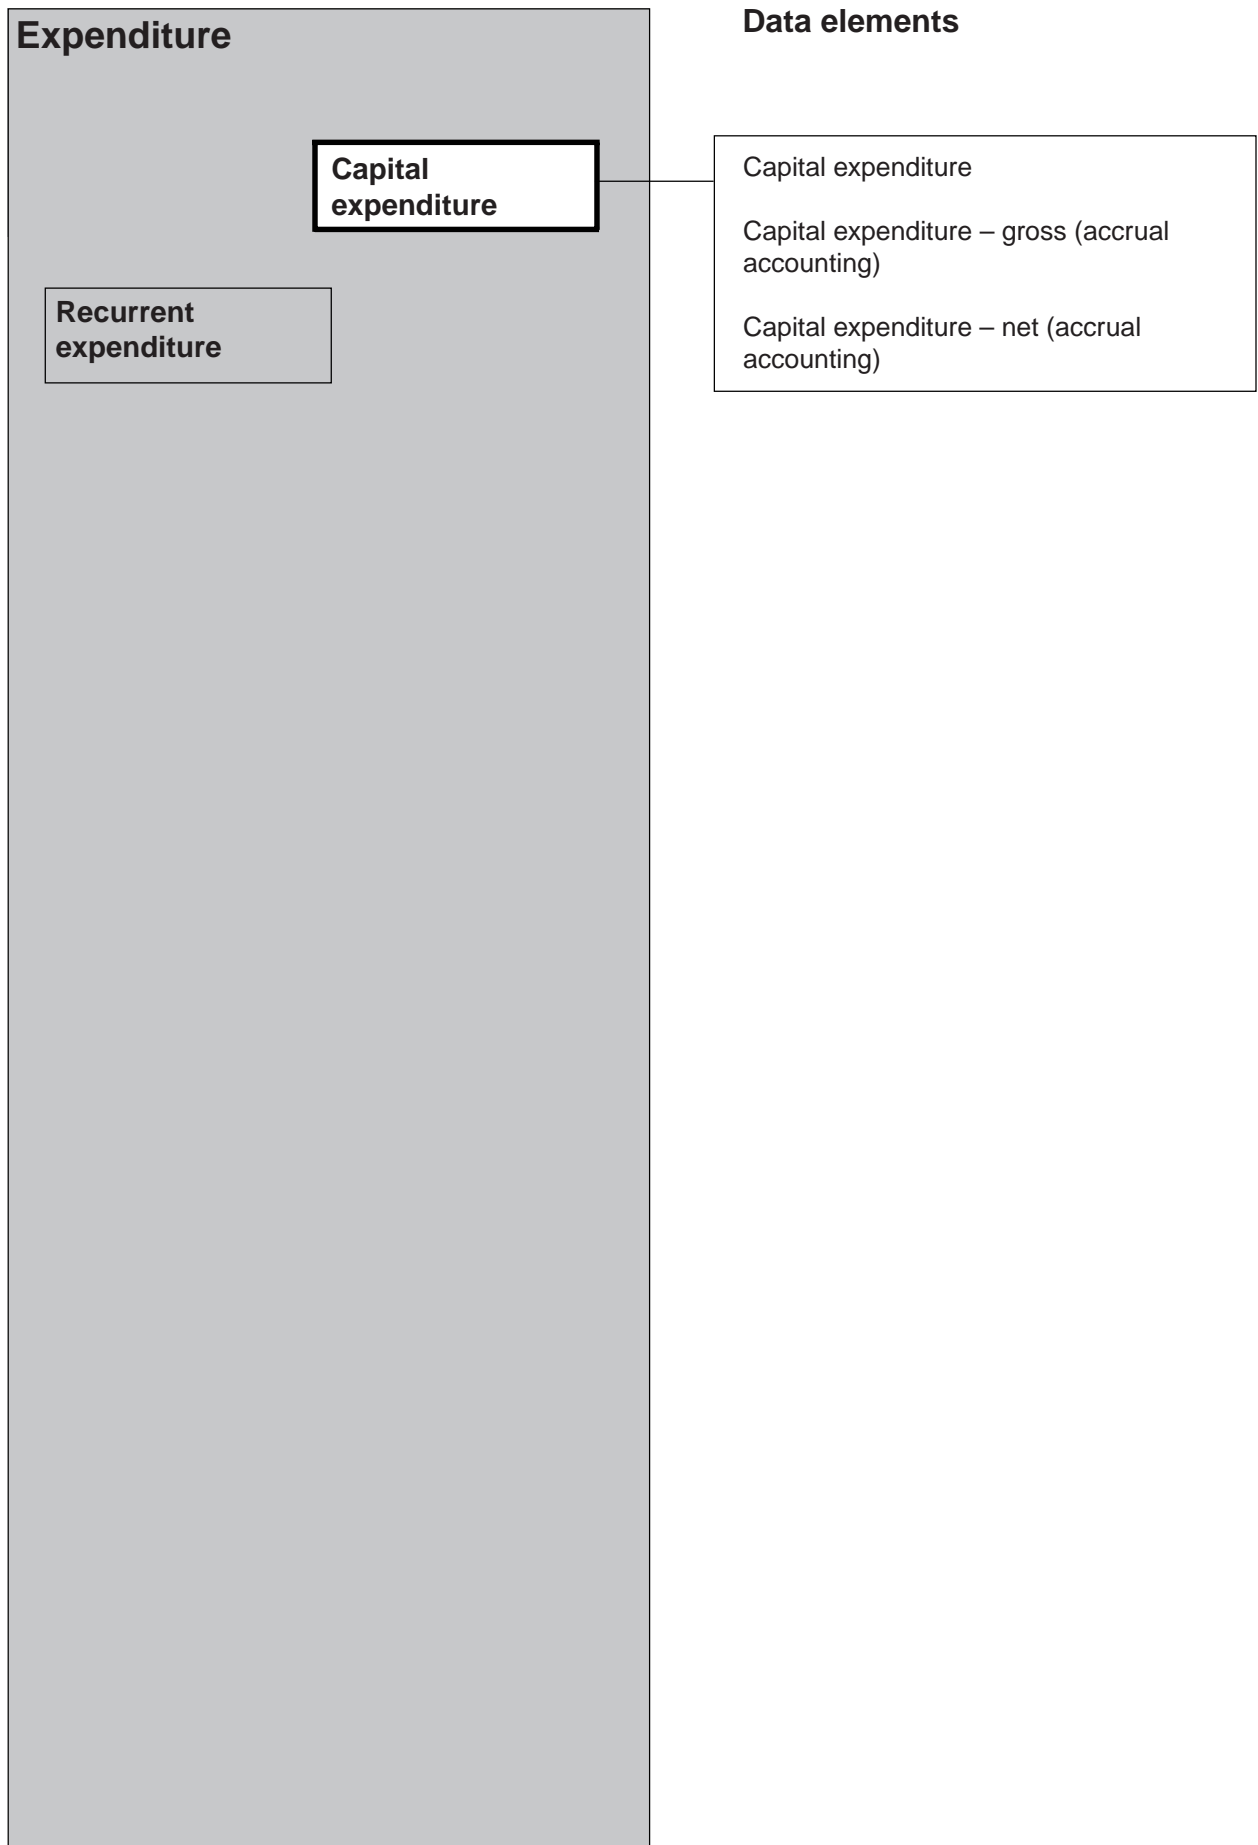 Expenditure
Data elements
Capital
expenditure
Capital expenditure
Capital expenditure – gross (accrual
accounting)
Capital expenditure – net (accrual
accounting)
Recurrent
expenditure